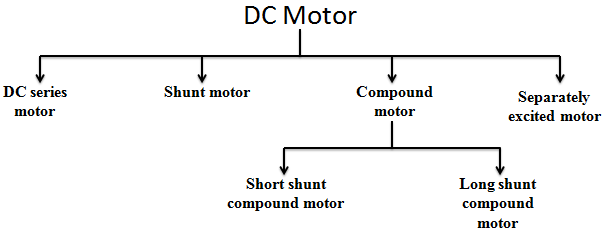 DC Motor
DC series
motor
Shunt motor
Compound
motor
Separately
excited motor
Short shunt
compound motor
Long shunt
compound
motor